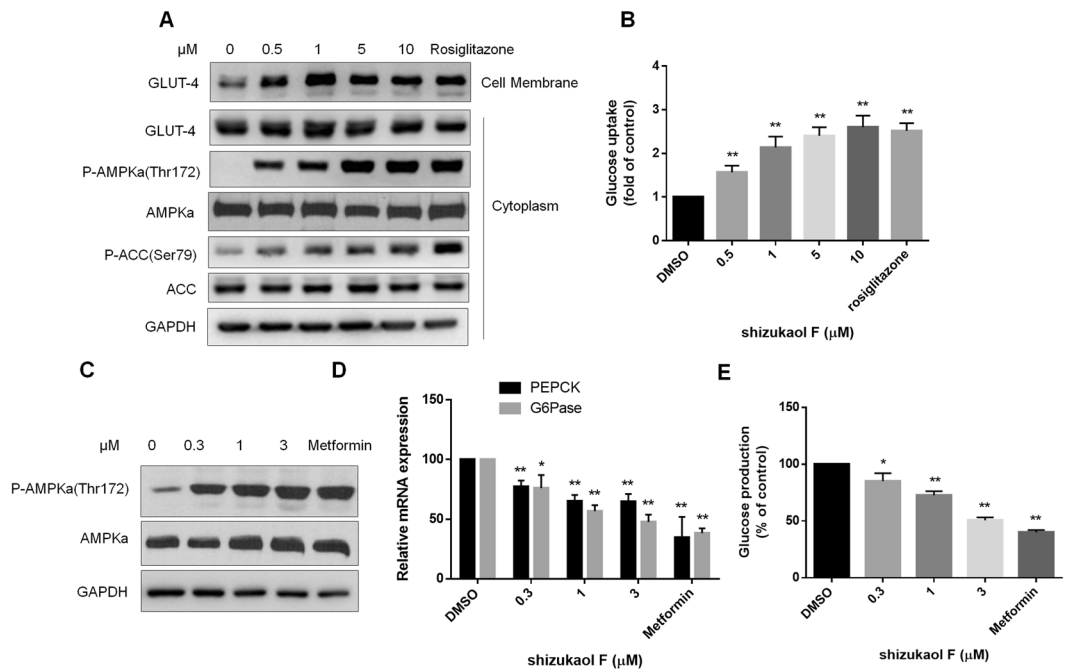 A
μM 0 0.5 1 5 10 Rosiglitazone
GLUT-4
Cell Membrane
GLUT-4
P-AMPKa(Thr172)
AMPKa
Cytoplasm
P-ACC(Ser79)
ACC
GAPDH
B
Glucose uptake
(fold of control)
4
3
2
1
0
** ** ** ** **
DMSO 0.5 1 5 10 rosiglitazone
shizukaol F (μM)
C
μM 0 0.3 1 3 Metformin
P-AMPKa(Thr172)
AMPKa
GAPDH
D
PEPCK
G6Pase
Relative mRNA expression
150
100
50
0
** * ** ** ** ** ** **
DMSO 0.3 1 3 Metformin
shizukaol F (μM)
E
Glucose production
(% of control)
150
100
50
0
* ** ** **
DMSO 0.3 1 3 Metformin
shizukaol F (μM)